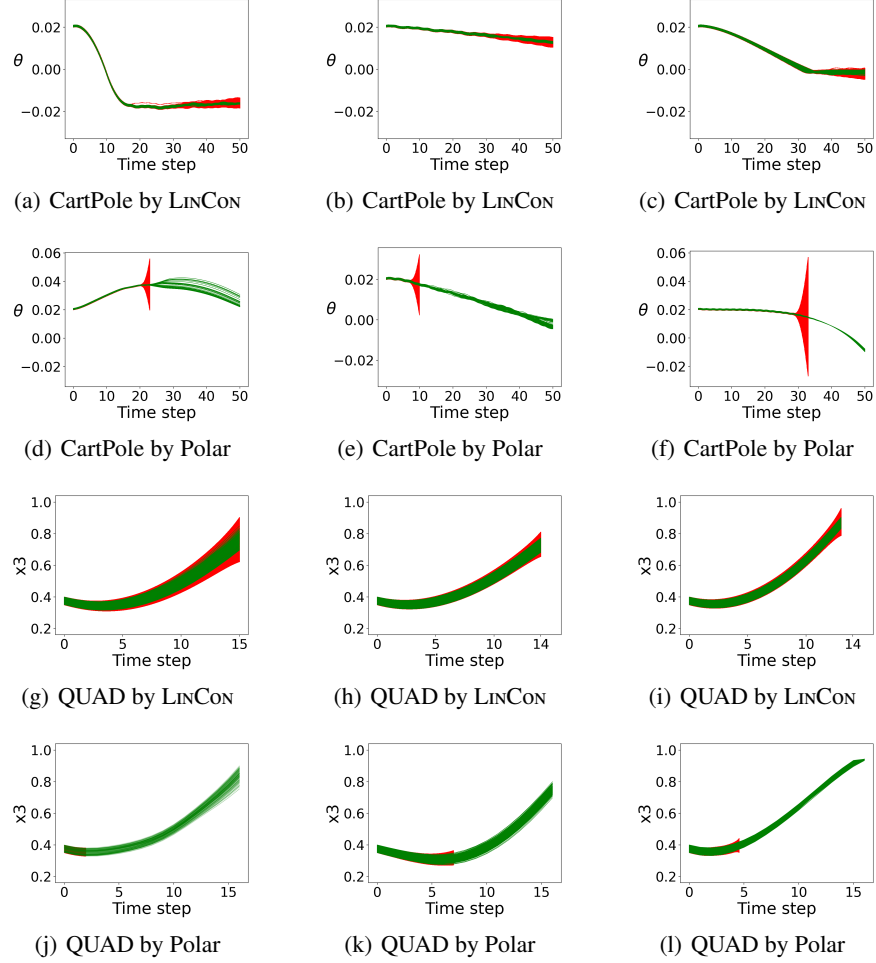 0.02
θ 0.00
−0.02
0 10 20 30 40 50
Time step
(a) CartPole by LinCon
0.02
θ 0.00
−0.02
0 10 20 30 40 50
Time step
(b) CartPole by LinCon
0.02
θ 0.00
−0.02
0 10 20 30 40 50
Time step
(c) CartPole by LinCon
0.06
0.04
θ 0.02
0.00
−0.02
0 10 20 30 40 50
Time step
(d) CartPole by Polar
0.02
θ 0.00
−0.02
0 10 20 30 40 50
Time step
(e) CartPole by Polar
0.06
0.04
θ 0.02
0.00
−0.02
0 10 20 30 40 50
Time step
(f) CartPole by Polar
1.0
0.8
x3 0.6
0.4
0.2
0 5 10 15
Time step
(g) QUAD by LinCon
1.0
0.8
x3 0.6
0.4
0.2
0 5 10 14
Time step
(h) QUAD by LinCon
1.0
0.8
x3 0.6
0.4
0.2
0 5 10 14
Time step
(i) QUAD by LinCon
1.0
0.8
x3 0.6
0.4
0.2
0 5 10 15
Time step
(j) QUAD by Polar
1.0
0.8
x3 0.6
0.4
0.2
0 5 10 15
Time step
(k) QUAD by Polar
1.0
0.8
x3 0.6
0.4
0.2
0 5 10 15
Time step
(l) QUAD by Polar